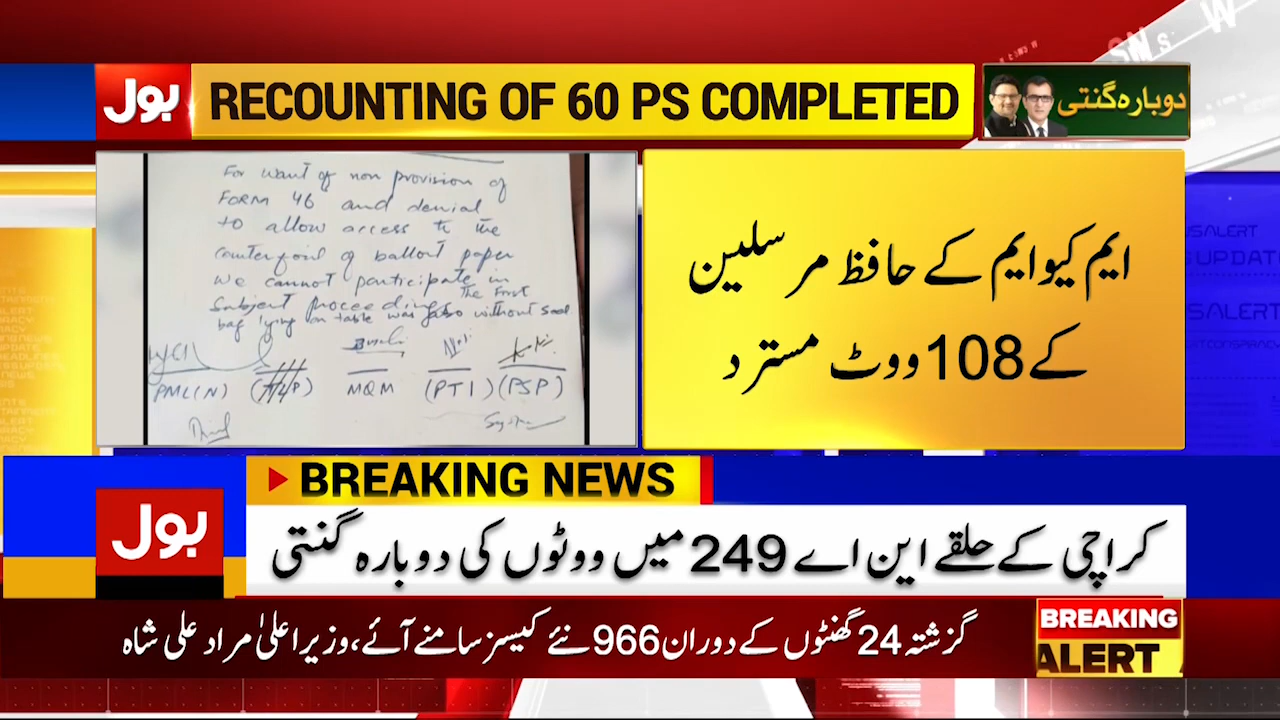 بول
RECOUNTING OF 60 PS COMPLETED
دوبارہ گنتی
For want of non provision of
FORM 46 and denial
to allow access to the
Counterfoil of ballort paper
we cannot participate in
Subject proceeding. The First
bag lying on table was also without seal
PML(N) MQM (PTI) (PSP)
ایم کیو ایم کے حافظ مرسلین
کے 108 ووٹ مسترد
BREAKING NEWS
بول
کراچی کے حلقے این اے 249 میں ووٹوں کی دوبارہ گنتی
گزشتہ 24 گھنٹوں کے دوران 966 نئے کیسز سامنے آئے، وزیراعلیٰ مراد علی شاہ
BREAKING
ALERT